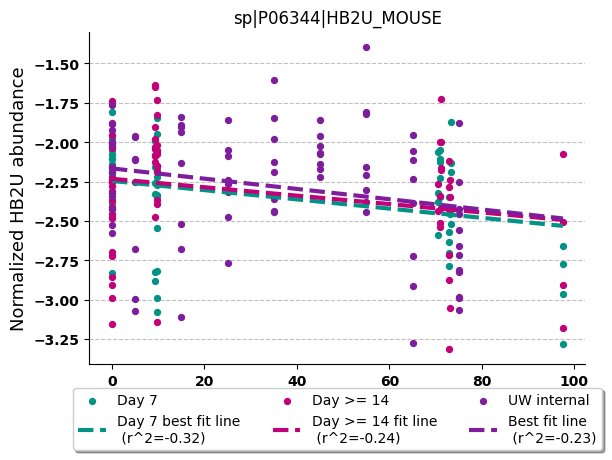 sp|P06344|HB2U_MOUSE
Normalized HB2U abundance
−1.50
−1.75
−2.00
−2.25
−2.50
−2.75
−3.00
−3.25
0 20 40 60 80 100
Day 7 Day >= 14 UW internal
Day 7 best fit line Day >= 14 fit line Best fit line
(r^2=-0.32) (r^2=-0.24) (r^2=-0.23)